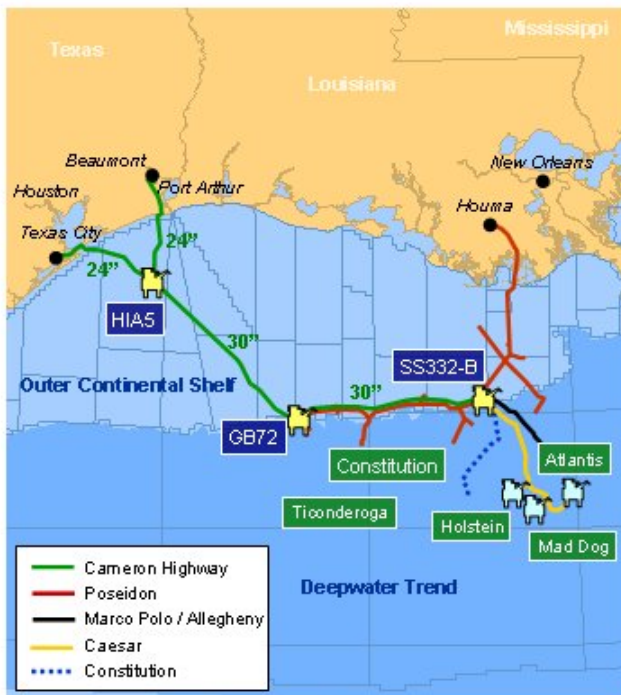 Mississippi
Texas
Louisiana
Beaumont
Port Arthur
New Orleans
Houston
Houma
Texas City
24”
24”
HIA5
30”
SS332-B
Outer Continental Shelf
30”
GB72
Constitution
Atlantis
Ticonderoga
Holstein
Mad Dog
Cameron Highway
Poseidon
Deepwater Trend
Marco Polo / Allegheny
Caesar
Constitution